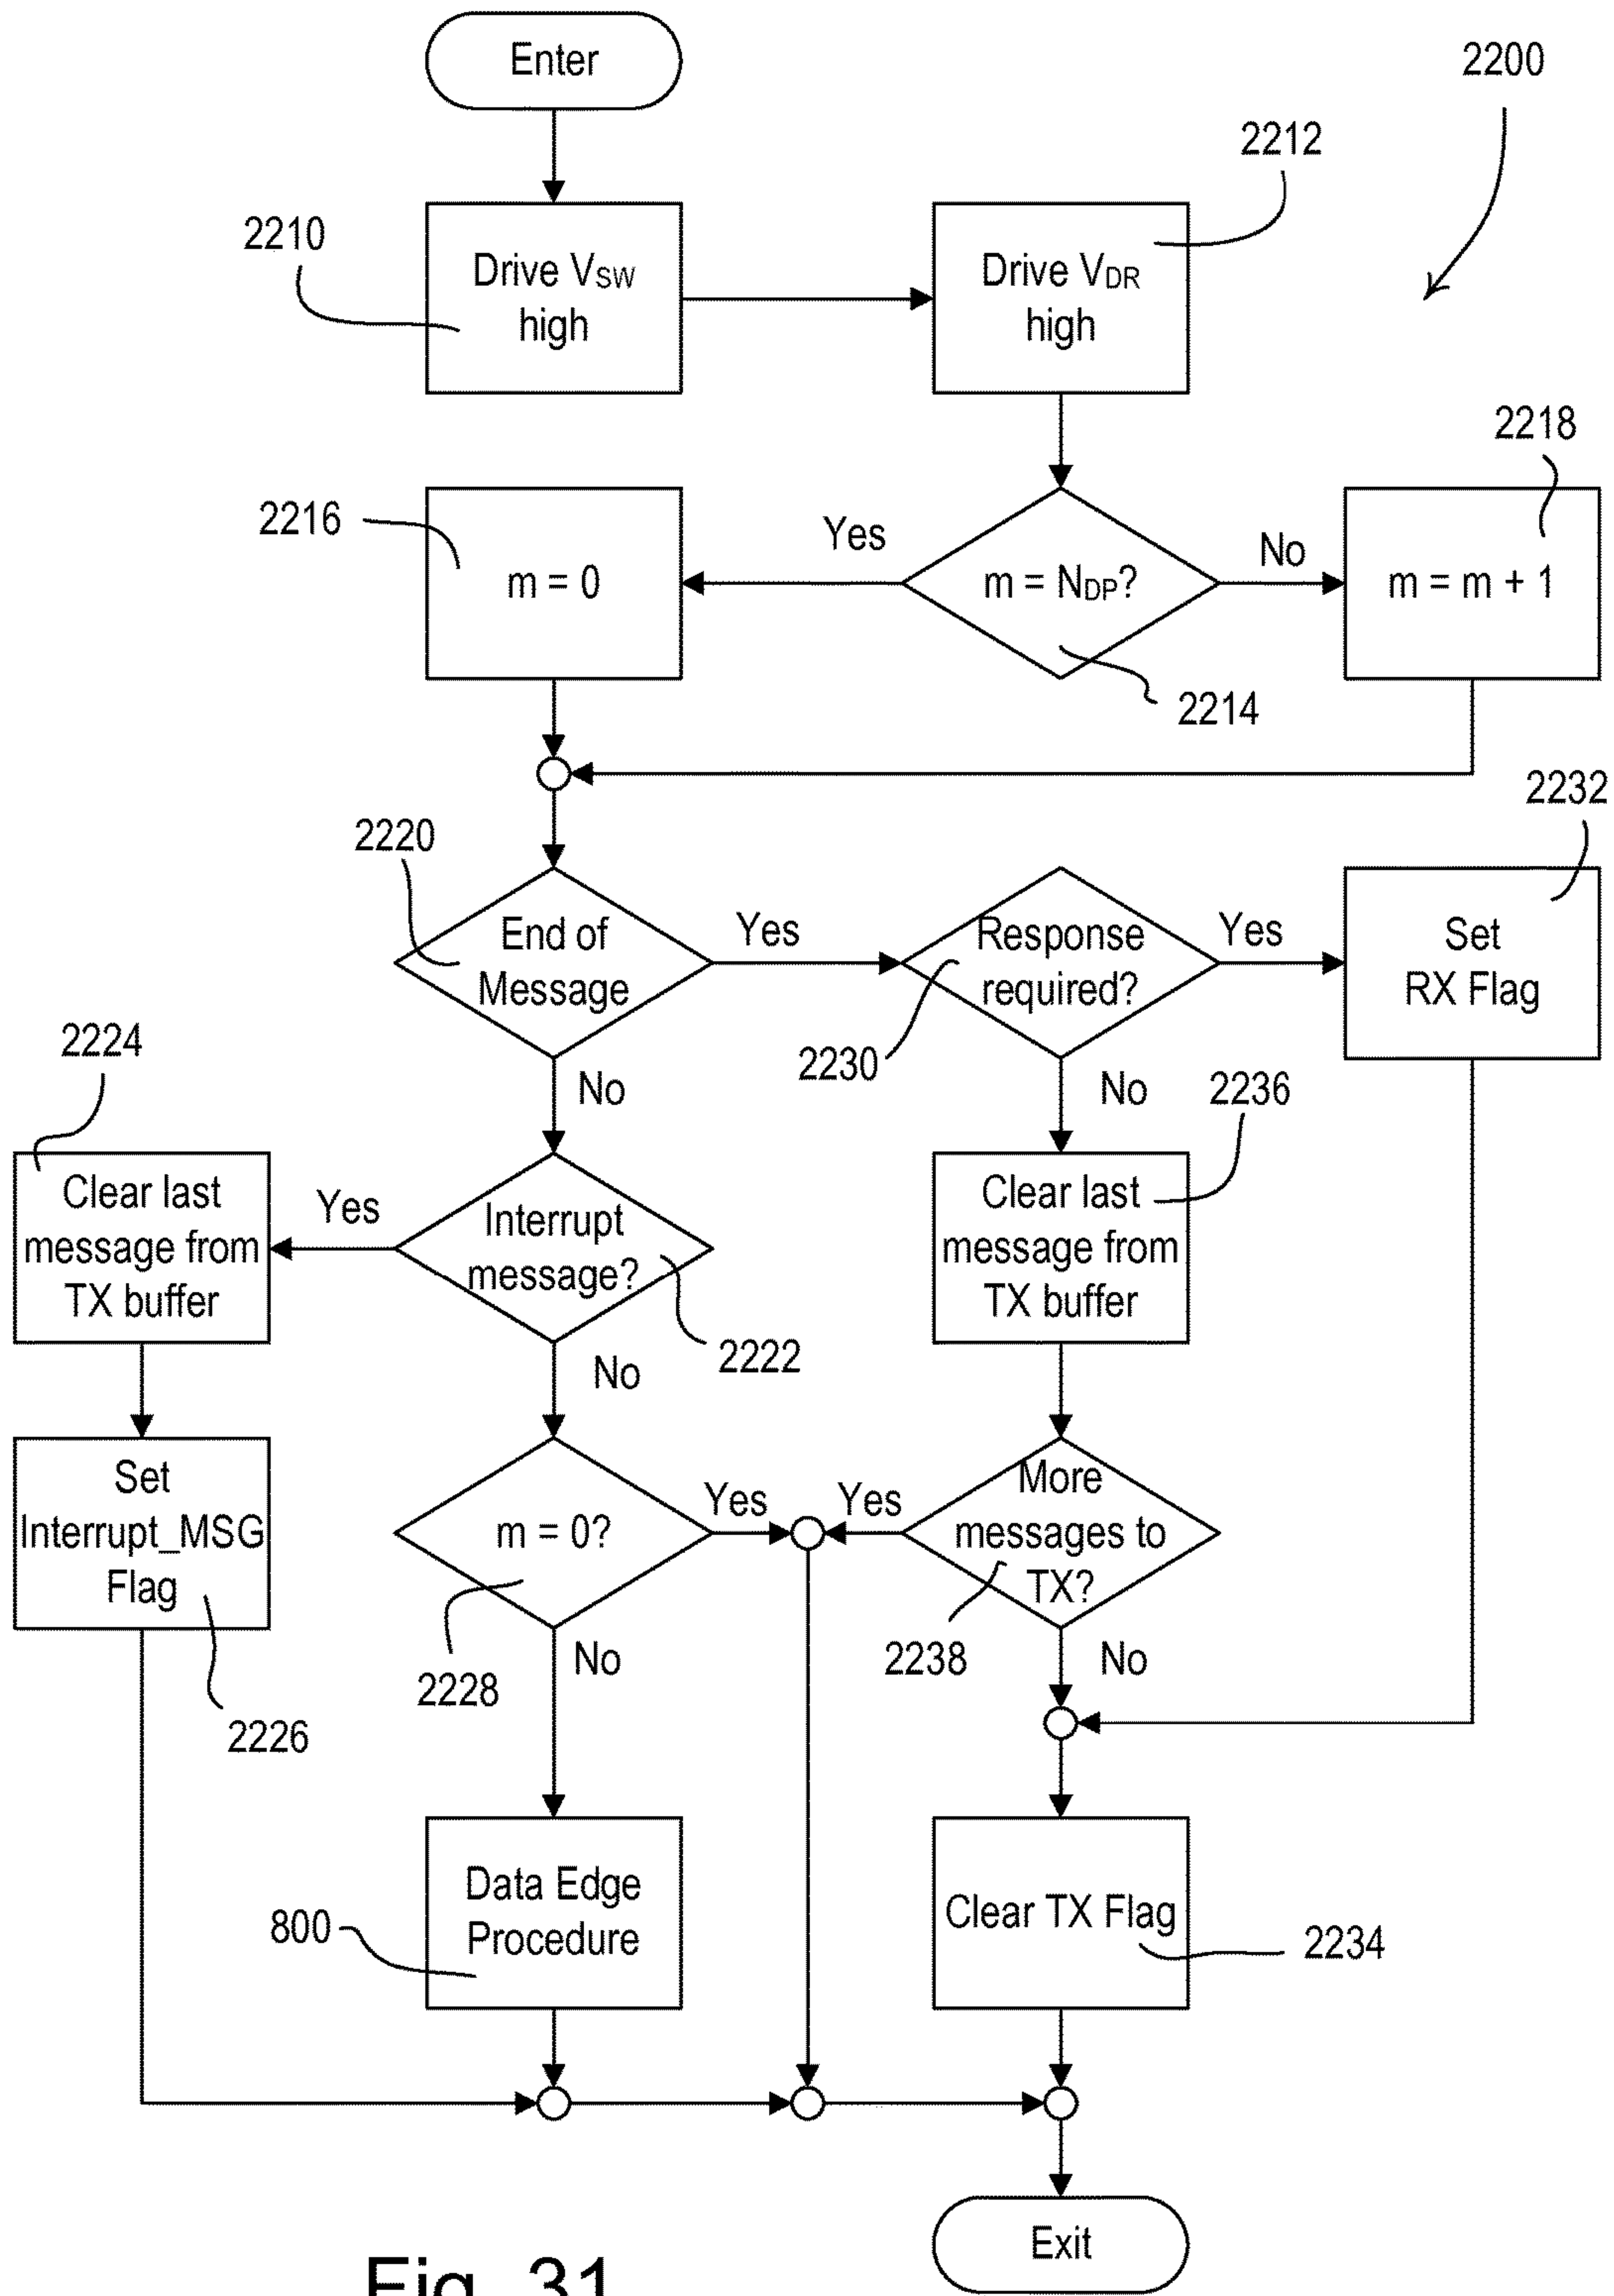 Enter
2200
2212
2210
Drive VSW
high
Drive VDR
high
2218
2216
Yes
No
m = 0
m = NDP?
m = m + 1
2214
2232
2220
End of
Message
Yes
Response
required?
Yes
Set
RX Flag
2230
2224
No
No
2236
Clear last
message from
TX buffer
Yes
Interrupt
message?
Clear last
message from
TX buffer
2222
No
Set
Interrupt_MSG
Flag
m = 0?
Yes
Yes
More
messages to
TX?
2228
No
2238
No
2226
Data Edge
Procedure
800
Clear TX Flag
2234
Exit
Fig. 31